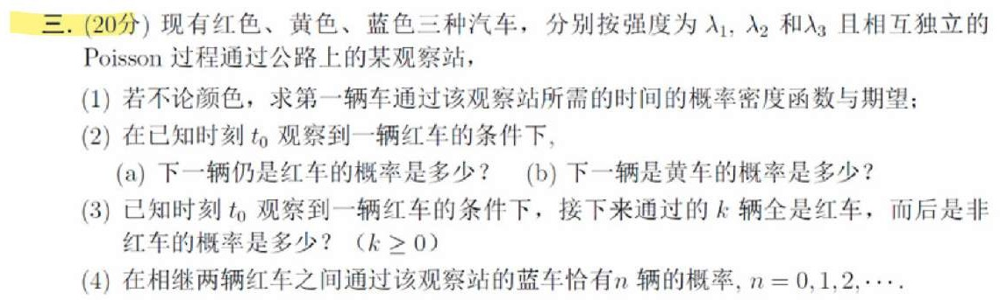 三. (20分) 现有红色、黄色、蓝色三种汽车，分别按强度为 λ₁, λ₂ 和λ₃ 且相互独立的
Poisson 过程通过公路上的某观察站，
(1) 若不论颜色，求第一辆车通过该观察站所需的时间的概率密度函数与期望；
(2) 在已知时刻 t₀ 观察到一辆红车的条件下,
(a) 下一辆仍是红车的概率是多少？ (b) 下一辆是黄车的概率是多少？
(3) 已知时刻 t₀ 观察到一辆红车的条件下，接下来通过的 k 辆全是红车，而后是非
红车的概率是多少？（k ≥ 0）
(4) 在相继两辆红车之间通过该观察站的蓝车恰有n 辆的概率, n = 0, 1, 2, ⋯.